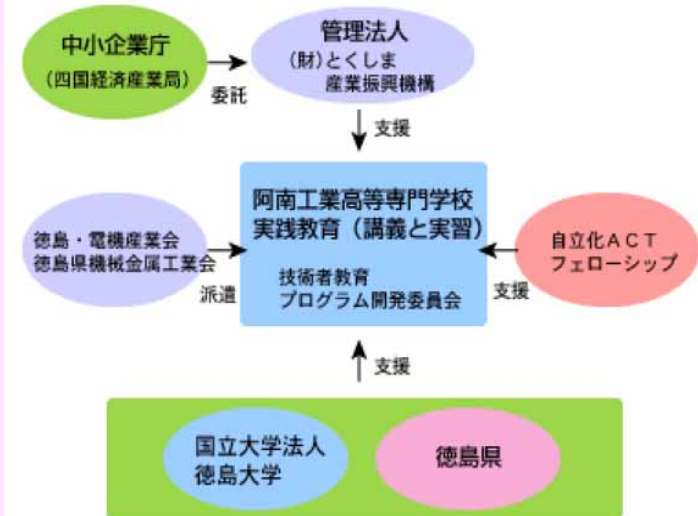 中小企業庁
(四国経済産業局)
委託
管理法人
(財)とくしま
産業振興機構
支援
阿南工業高等専門学校
実践教育(講義と実習)
技術者教育
プログラム開発委員会
徳島・電機産業会
徳島県機械金属工業会
派遣
自立化ACT
フェローシップ
支援
支援
国立大学法人
徳島大学
徳島県